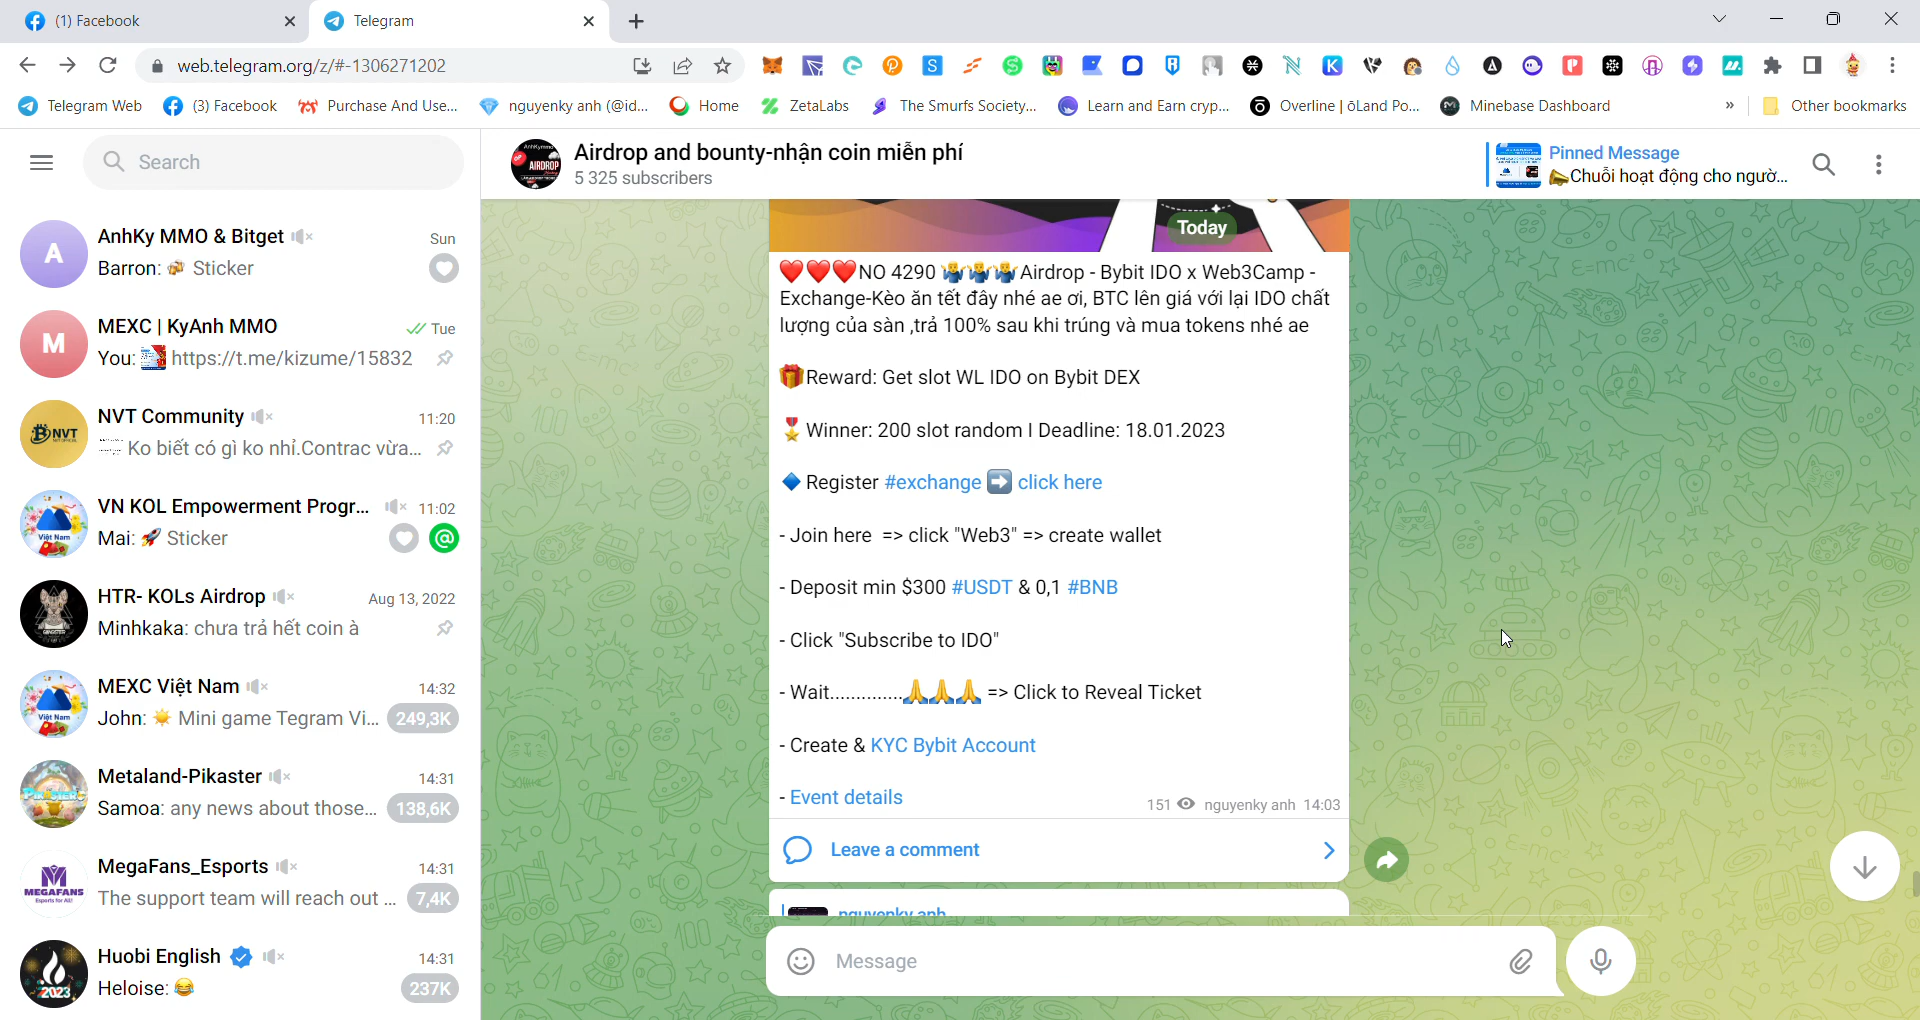 (1) Facebook
Telegram
web.telegram.org/z/#-1306271202
Telegram Web
(3) Facebook
Purchase And Use...
nguyenky anh (@id...
Home
ZetaLabs
The Smurfs Society,...
Learn and Earn cryp...
Overline | ōLand Po...
Minebase Dashboard
»
Other bookmarks
Search
Airdrop and bounty-nhận coin miễn phí
5 325 subscribers
Pinned Message
📣Chuỗi hoạt động cho ngườ...
A
AnhKy MMO & Bitget
Sun
Barron: 🍻 Sticker
M
MEXC | KyAnh MMO
Tue
You: https://t.me/kizume/15832
NVT
NVT Community
11:20
Ko biết có gì ko nhỉ.Contrac vừa...
Việt Nam
VN KOL Empowerment Progr...
11:02
Mai: 🚀 Sticker
@
HTR- KOLs Airdrop
Aug 13, 2022
Minhkaka: chưa trả hết coin à
Việt Nam
MEXC Việt Nam
14:32
John: ☀️ Mini game Tegram Vi...
249,3K
Metaland-Pikaster
14:31
Samoa: any news about those...
138,6K
MEGAFANS
Esports for All!
MegaFans_Esports
14:31
The support team will reach out ...
7,4K
2023
Huobi English
14:31
Heloise: 😂
237K
Today
❤️❤️❤️NO 4290 🤷‍♂️🤷‍♂️🤷‍♂️Airdrop - Bybit IDO x Web3Camp -
Exchange-Kèo ăn tết đây nhé ae ơi, BTC lên giá với lại IDO chất
lượng của sàn ,trả 100% sau khi trúng và mua tokens nhé ae
🎁Reward: Get slot WL IDO on Bybit DEX
🎖Winner: 200 slot random I Deadline: 18.01.2023
🔷Register #exchange ➡️ click here
- Join here => click "Web3" => create wallet
- Deposit min $300 #USDT & 0,1 #BNB
- Click "Subscribe to IDO"
- Wait..............🙏🙏🙏 => Click to Reveal Ticket
- Create & KYC Bybit Account
- Event details
151 nguyenky anh 14:03
Leave a comment
nguyenky anh
Message